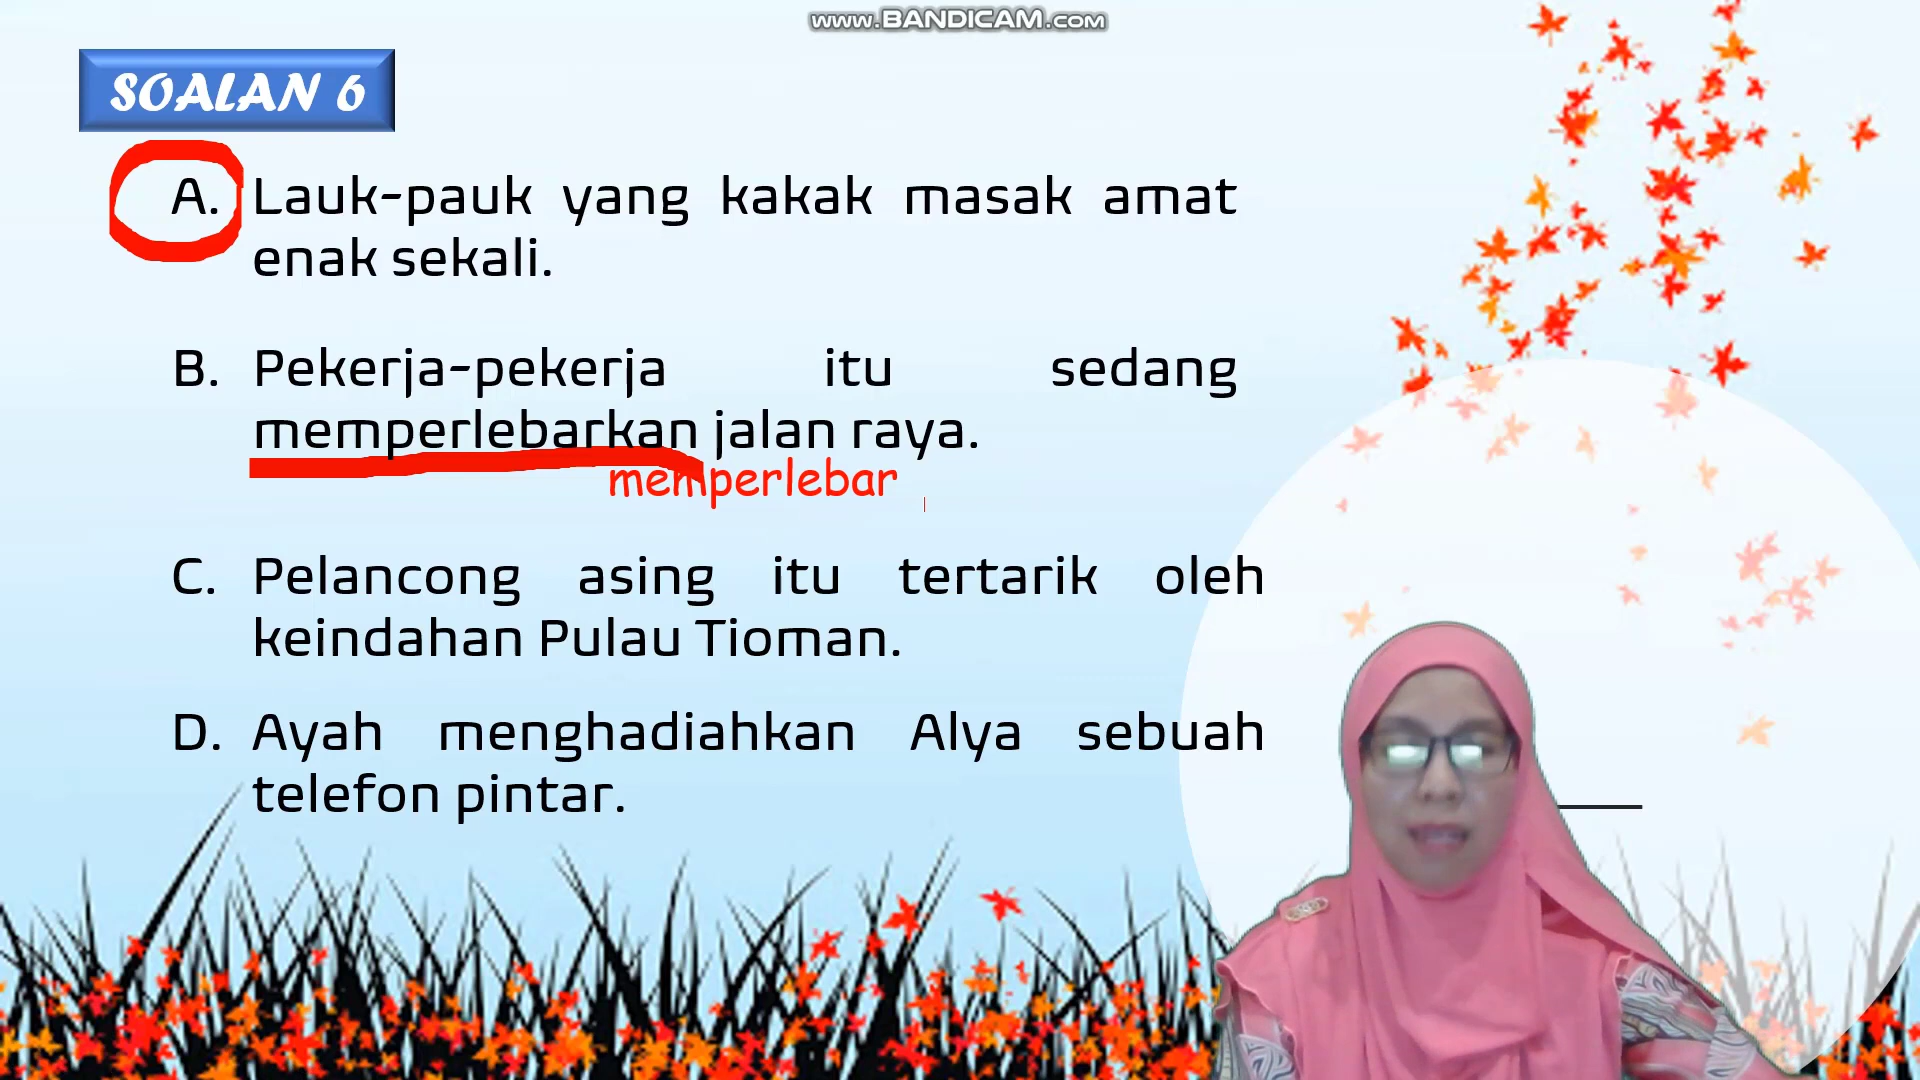 www.BANDICAM.com
SOALAN 6
A. Lauk-pauk yang kakak masak amat
enak sekali.
B. Pekerja-pekerja itu sedang
memperlebarkan jalan raya.
memperlebar
C. Pelancong asing itu tertarik oleh
keindahan Pulau Tioman.
D. Ayah menghadiahkan Alya sebuah
telefon pintar.